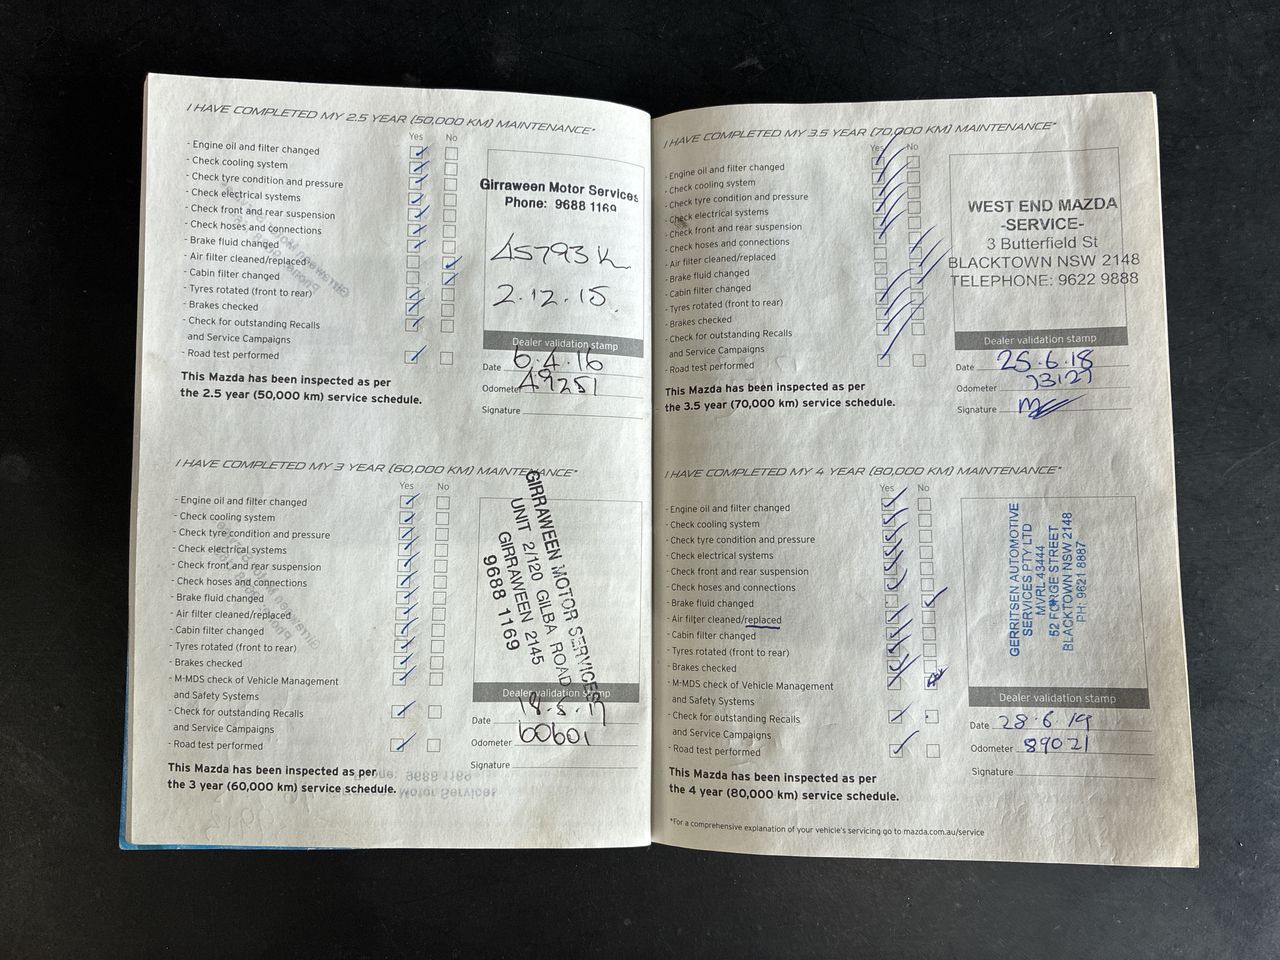 I HAVE COMPLETED MY 2.5 YEAR (50,000 KM) MAINTENANCE*
Yes No
- Engine oil and filter changed
- Check cooling system
- Check tyre condition and pressure
- Check electrical systems
- Check front and rear suspension
- Check hoses and connections
- Brake fluid changed
- Air filter cleaned/replaced
- Cabin filter changed
- Tyres rotated (front to rear)
- Brakes checked
- Check for outstanding Recalls
and Service Campaigns
- Road test performed
This Mazda has been inspected as per
the 2.5 year (50,000 km) service schedule.
Girraween Motor Services
Phone: 9688 1169
45793 K
2.12.15.
Dealer validation stamp
Date 6.4.16
Odometer 49251
Signature
I HAVE COMPLETED MY 3 YEAR (60,000 KM) MAINTENANCE*
Yes No
- Engine oil and filter changed
- Check cooling system
- Check tyre condition and pressure
- Check electrical systems
- Check front and rear suspension
- Check hoses and connections
- Brake fluid changed
- Air filter cleaned/replaced
- Cabin filter changed
- Tyres rotated (front to rear)
- Brakes checked
- M-MDS check of Vehicle Management
and Safety Systems
- Check for outstanding Recalls
and Service Campaigns
- Road test performed
This Mazda has been inspected as per
the 3 year (60,000 km) service schedule.
GIRRAWEEN MOTOR SERVICES
UNIT 2/120 GILBA ROAD
GIRRAWEEN 2145
9688 1169
Dealer validation stamp
Date 18.5.17
Odometer 60601
Signature
I HAVE COMPLETED MY 3.5 YEAR (70,000 KM) MAINTENANCE*
Yes No
- Engine oil and filter changed
- Check cooling system
- Check tyre condition and pressure
- Check electrical systems
- Check front and rear suspension
- Check hoses and connections
- Air filter cleaned/replaced
- Brake fluid changed
- Cabin filter changed
- Tyres rotated (front to rear)
- Brakes checked
- Check for outstanding Recalls
and Service Campaigns
- Road test performed
This Mazda has been inspected as per
the 3.5 year (70,000 km) service schedule.
WEST END MAZDA
-SERVICE-
3 Butterfield St
BLACKTOWN NSW 2148
TELEPHONE: 9622 9888
Dealer validation stamp
Date 25.6.18
Odometer 73127
Signature
I HAVE COMPLETED MY 4 YEAR (80,000 KM) MAINTENANCE*
Yes No
- Engine oil and filter changed
- Check cooling system
- Check tyre condition and pressure
- Check electrical systems
- Check front and rear suspension
- Check hoses and connections
- Brake fluid changed
- Air filter cleaned/replaced
- Cabin filter changed
- Tyres rotated (front to rear)
- Brakes checked
- M-MDS check of Vehicle Management
and Safety Systems
- Check for outstanding Recalls
and Service Campaigns
- Road test performed
This Mazda has been inspected as per
the 4 year (80,000 km) service schedule.
GERRITSEN AUTOMOTIVE
SERVICES PTY LTD
MVRL 43444
52 FORGE STREET
BLACKTOWN NSW 2148
PH: 9621 8887
Dealer validation stamp
Date 28.6.19
Odometer 89021
Signature
*For a comprehensive explanation of your vehicle's servicing go to mazda.com.au/service